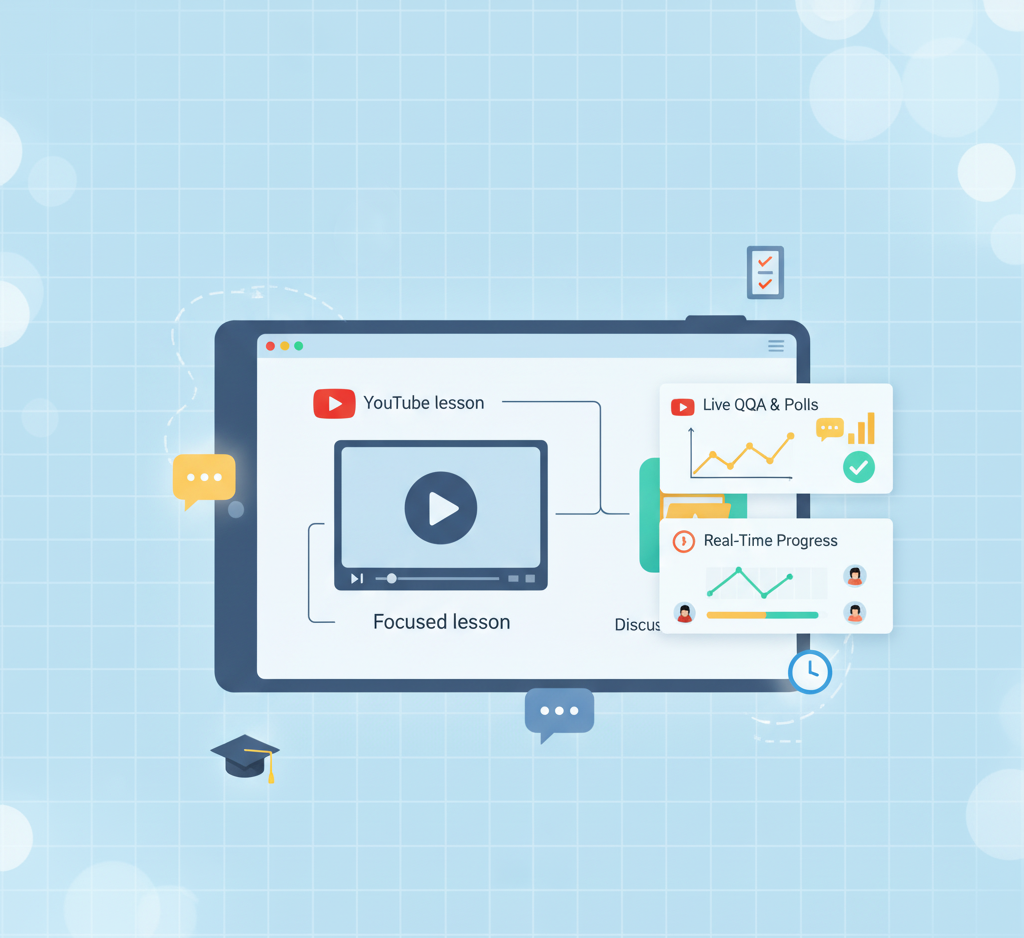 YouTube lesson
Live QQA & Polls
Real-Time Progress
Focused lesson
Discus